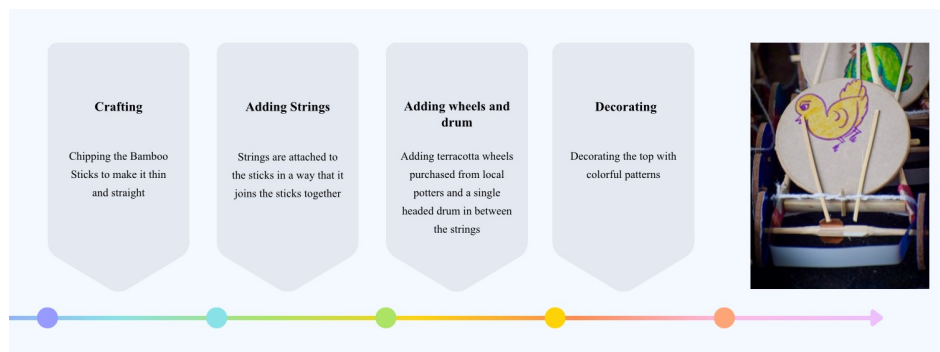 Crafting
Chipping the Bamboo
Sticks to make it thin
and straight
Adding Strings
Strings are attached to
the sticks in a way that it
joins the sticks together
Adding wheels and
drum
Adding terracotta wheels
purchased from local
potters and a single
headed drum in between
the strings
Decorating
Decorating the top with
colorful patterns